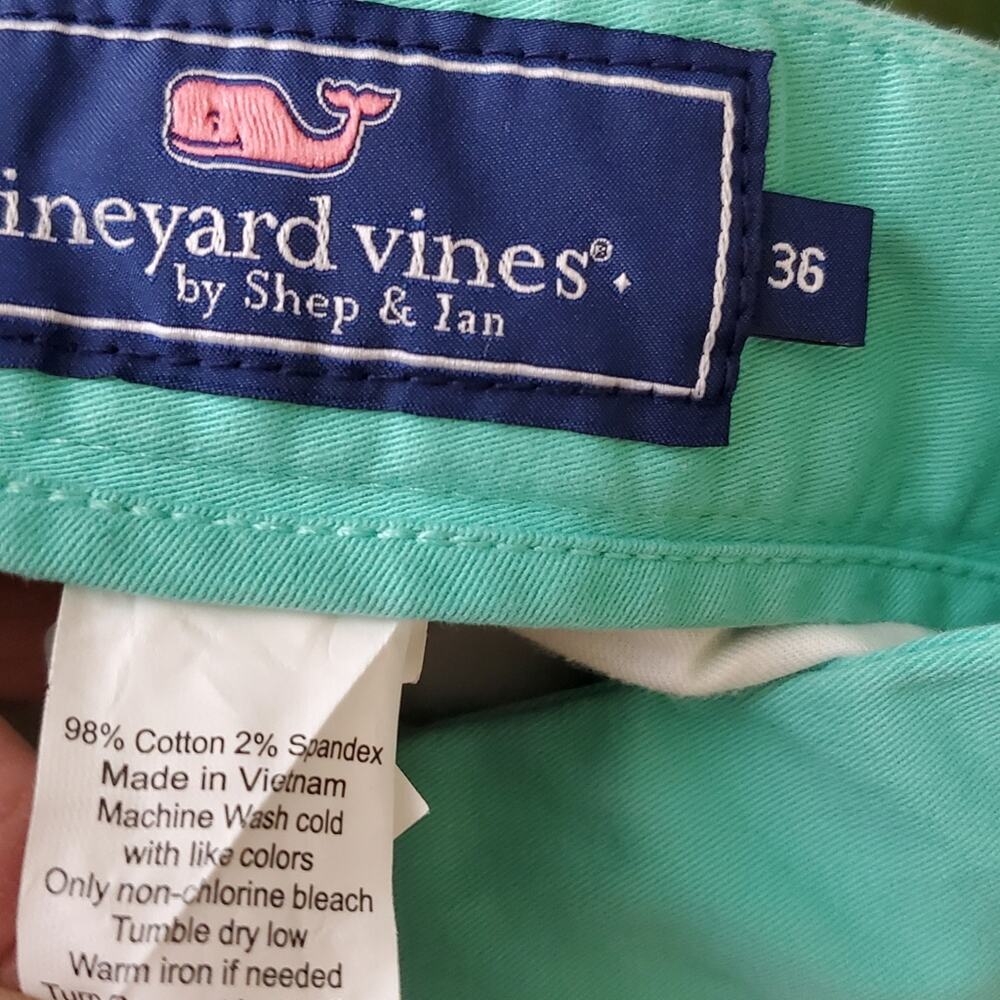 ineyard vines®
by Shep & Ian
36
98% Cotton 2% Spandex
Made in Vietnam
Machine Wash cold
with like colors
Only non-chlorine bleach
Tumble dry low
Warm iron if needed